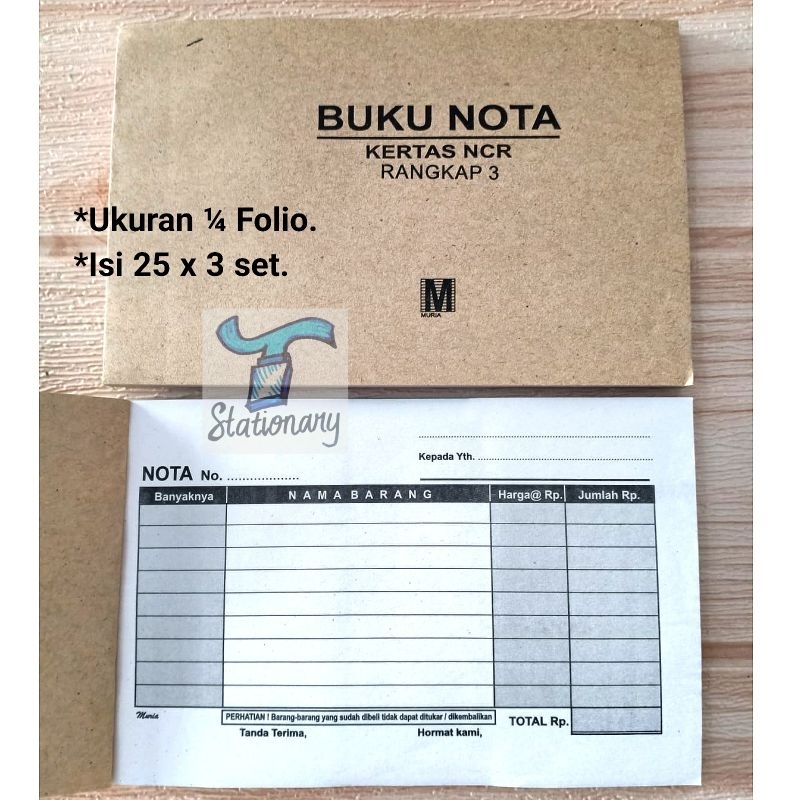 BUKU NOTA
KERTAS NCR
RANGKAP 3
*Ukuran ¼ Folio.
*Isi 25 x 3 set.
M
MURIA
Stationary
Kepada Yth. ..............................
NOTA No. ...................
Banyaknya NAMA BARANG Harga@ Rp. Jumlah Rp.
Muria PERHATIAN ! Barang-barang yang sudah dibeli tidak dapat ditukar / dikembalikan TOTAL Rp.
Tanda Terima, Hormat kami,